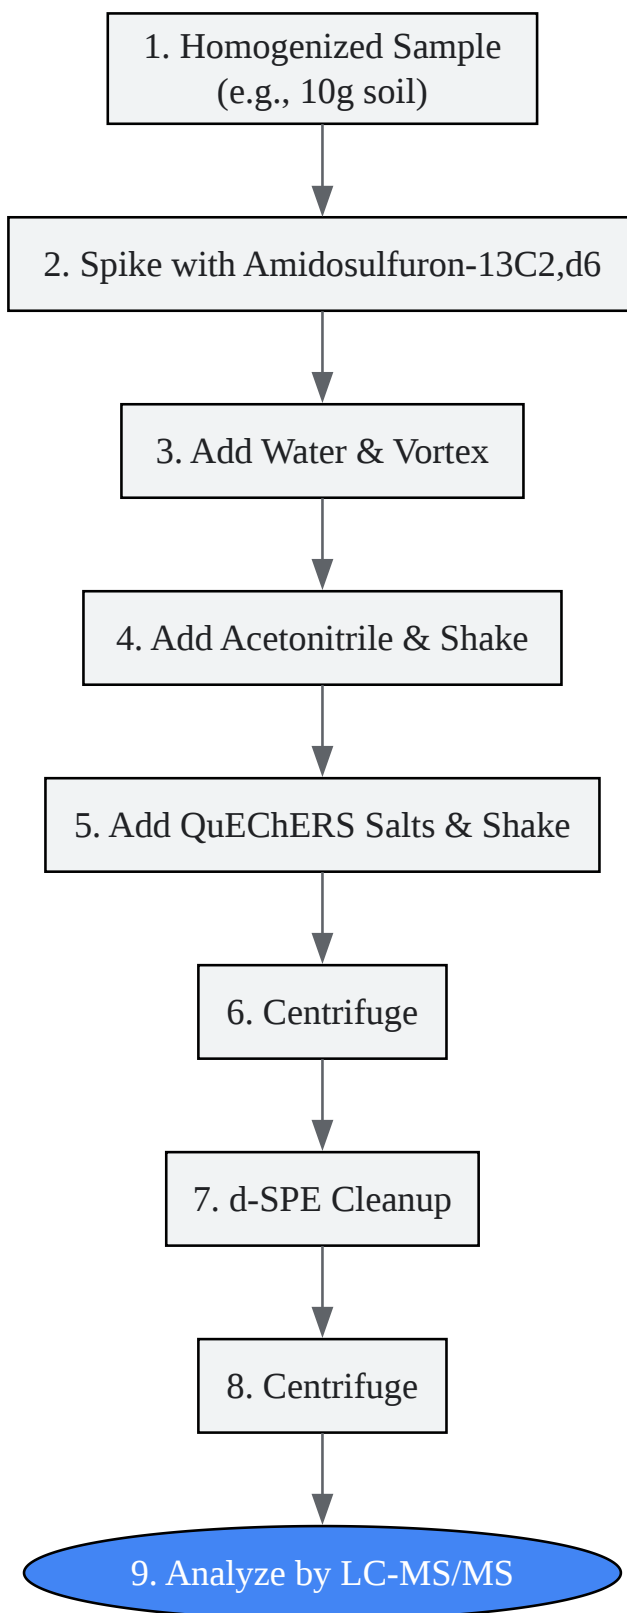 1. Homogenized Sample
(e.g., 10g soil)
2. Spike with Amidosulfuron-13C2,d6
3. Add Water & Vortex
4. Add Acetonitrile & Shake
5. Add QuEChERS Salts & Shake
6. Centrifuge
7. d-SPE Cleanup
8. Centrifuge
9. Analyze by LC-MS/MS